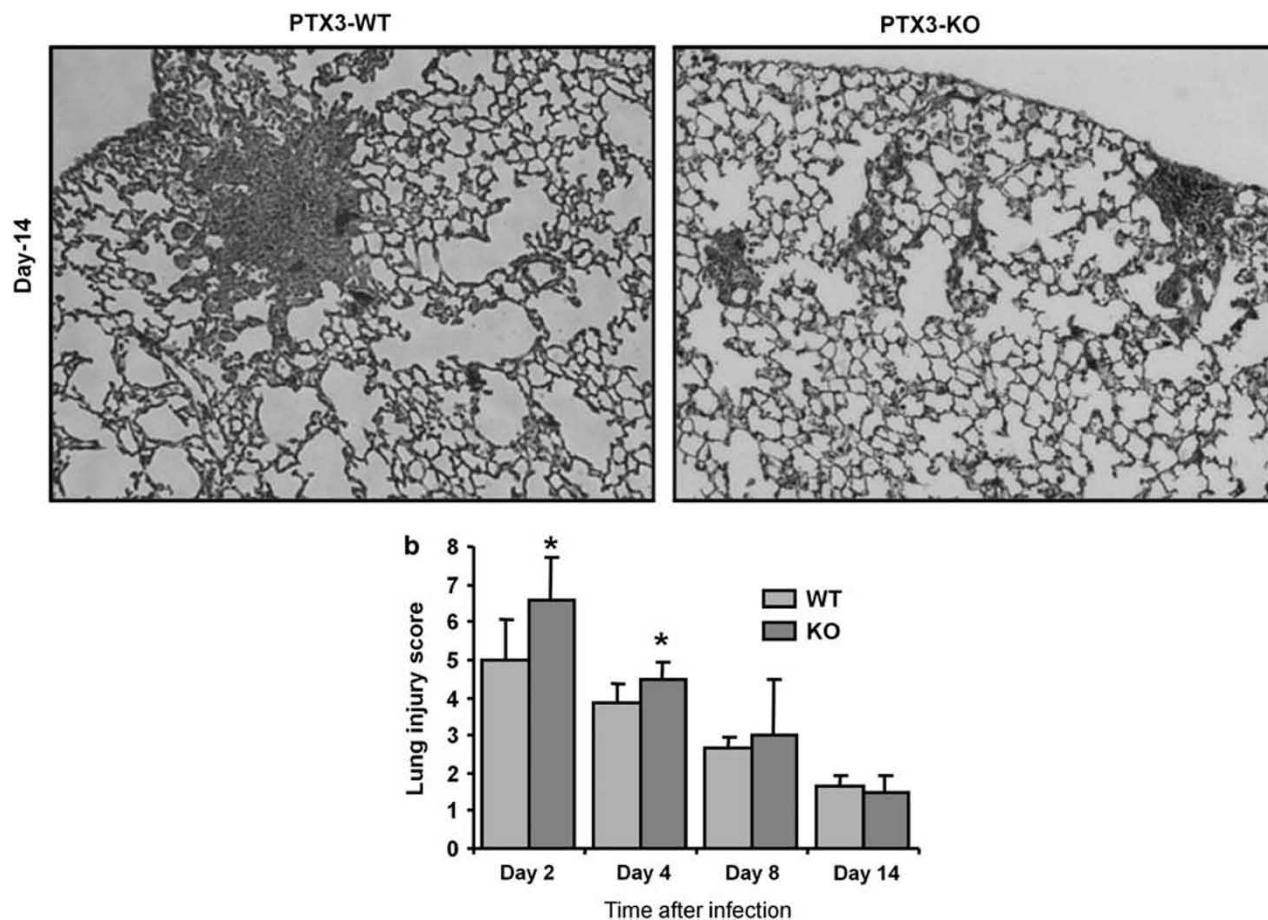 PTX3-WT
PTX3-KO
Day-14
b
8
7
6
5
4
3
2
1
0
Lung injury score
*
*
WT
KO
Day 2
Day 4
Day 8
Day 14
Time after infection